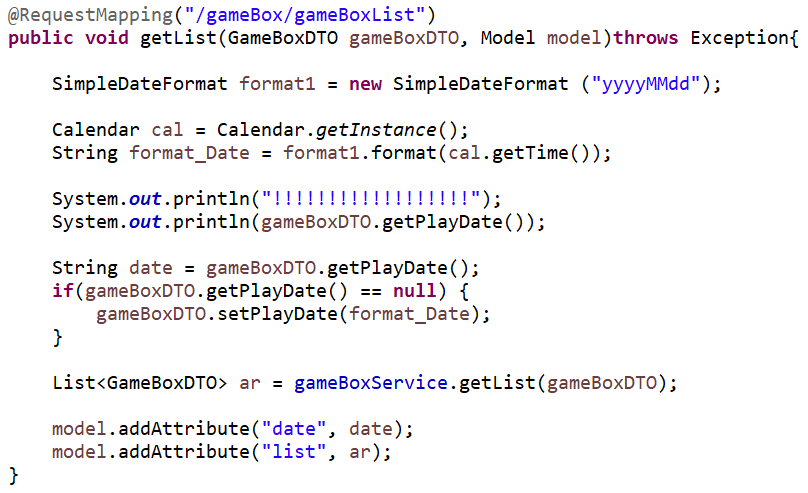 @RequestMapping("/gameBox/gameBoxList")
public void getList(GameBoxDTO gameBoxDTO, Model model)throws Exception{
SimpleDateFormat format1 = new SimpleDateFormat ("yyyyMMdd");
Calendar cal = Calendar.getInstance();
String format_Date = format1.format(cal.getTime());
System.out.println("!!!!!!!!!!!!!!!!!!");
System.out.println(gameBoxDTO.getPlayDate());
String date = gameBoxDTO.getPlayDate();
if(gameBoxDTO.getPlayDate() == null) {
gameBoxDTO.setPlayDate(format_Date);
}
List<GameBoxDTO> ar = gameBoxService.getList(gameBoxDTO);
model.addAttribute("date", date);
model.addAttribute("list", ar);
}